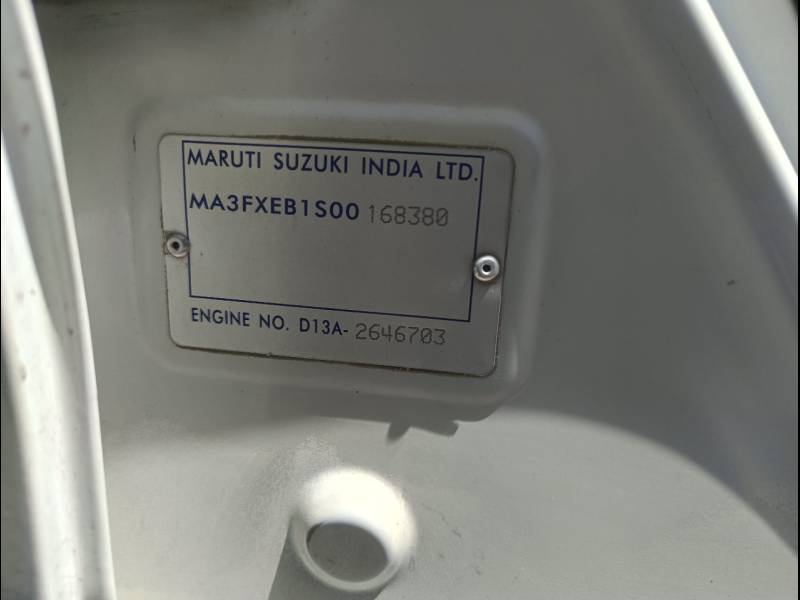 MARUTI SUZUKI INDIA LTD.
MA3FXEB1S00 168380
ENGINE NO. D13A- 2646703